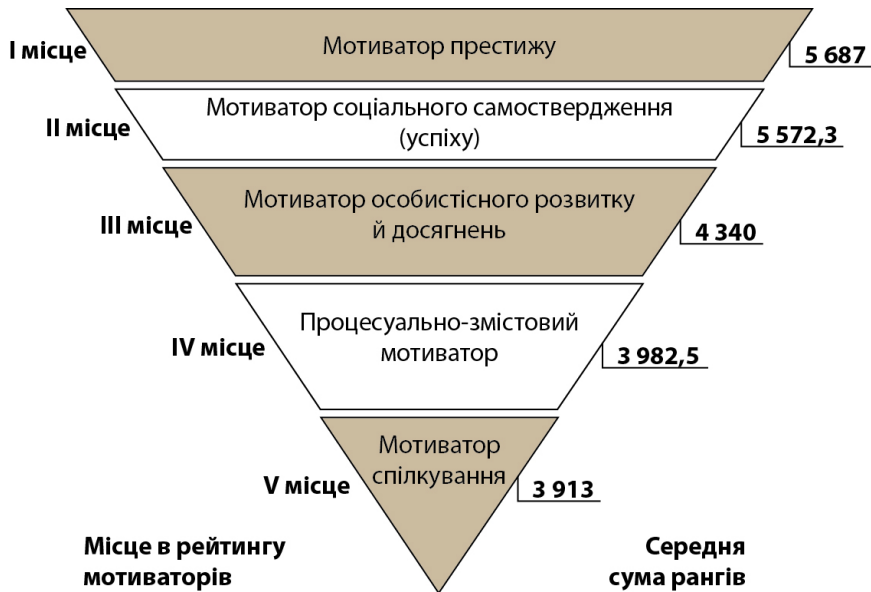 I місце
Мотиватор престижу
5 687
II місце
Мотиватор соціального самоствердження
(успіху)
5 572,3
III місце
Мотиватор особистісного розвитку
й досягнень
4 340
IV місце
Процесуально-змістовий
мотиватор
3 982,5
V місце
Мотиватор
спілкування
3 913
Місце в рейтингу
мотиваторів
Середня
сума рангів